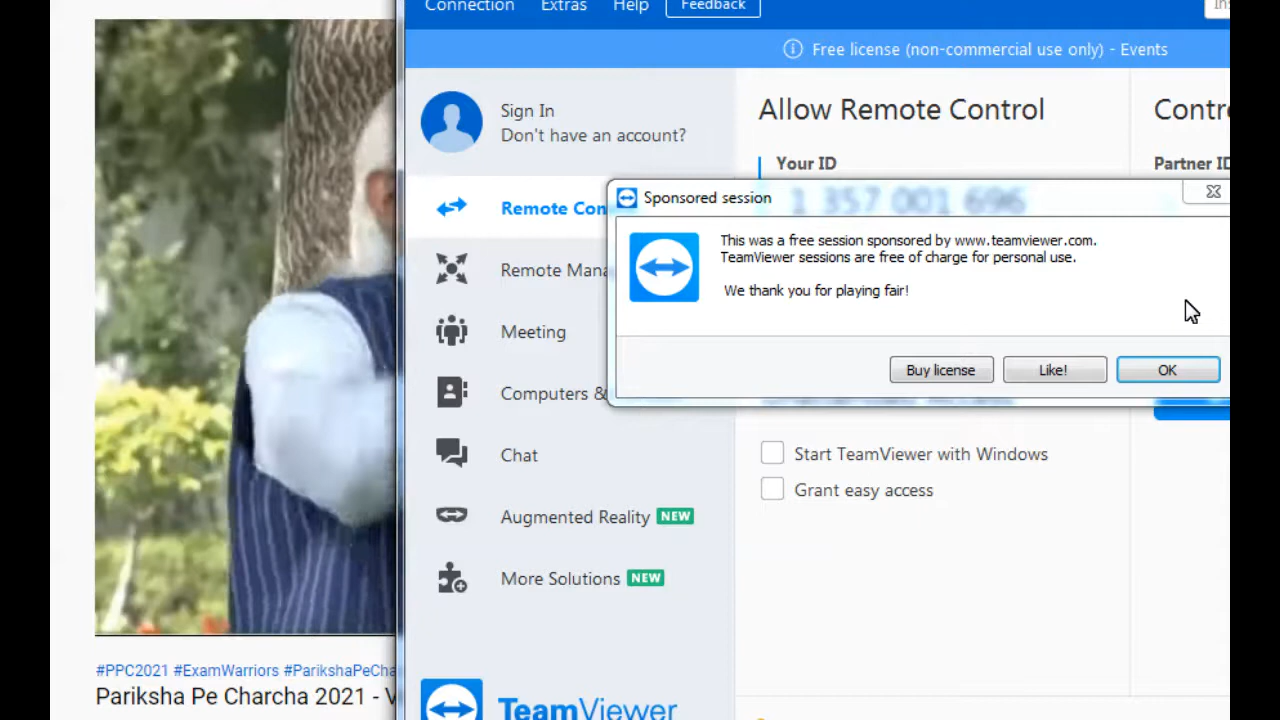 Connection Extras Help Feedback
Free license (non-commercial use only) - Events
Sign In
Don't have an account?
Allow Remote Control
Your ID
1 357 001 696
Partner ID
Sponsored session
This was a free session sponsored by www.teamviewer.com.
TeamViewer sessions are free of charge for personal use.
We thank you for playing fair!
Buy license Like! OK
Remote Con
Remote Mana
Meeting
Computers &
Chat
Augmented Reality NEW
More Solutions NEW
Start TeamViewer with Windows
Grant easy access
TeamViewer
#PPC2021 #ExamWarriors #ParikshaPeCha
Pariksha Pe Charcha 2021 - V